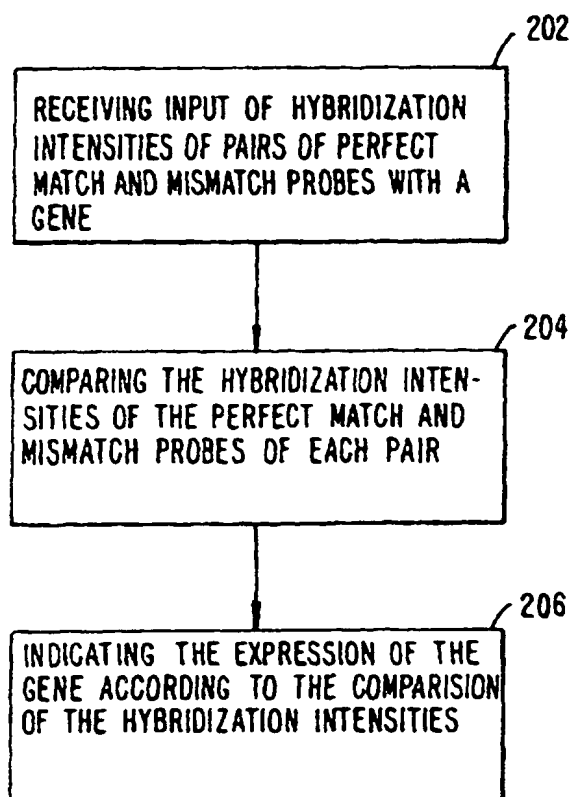 202
RECEIVING INPUT OF HYBRIDIZATION
INTENSITIES OF PAIRS OF PERFECT
MATCH AND MISMATCH PROBES WITH A
GENE
204
COMPARING THE HYBRIDIZATION INTEN-
SITIES OF THE PERFECT MATCH AND
MISMATCH PROBES OF EACH PAIR
206
INDICATING THE EXPRESSION OF THE
GENE ACCORDING TO THE COMPARISION
OF THE HYBRIDIZATION INTENSITIES